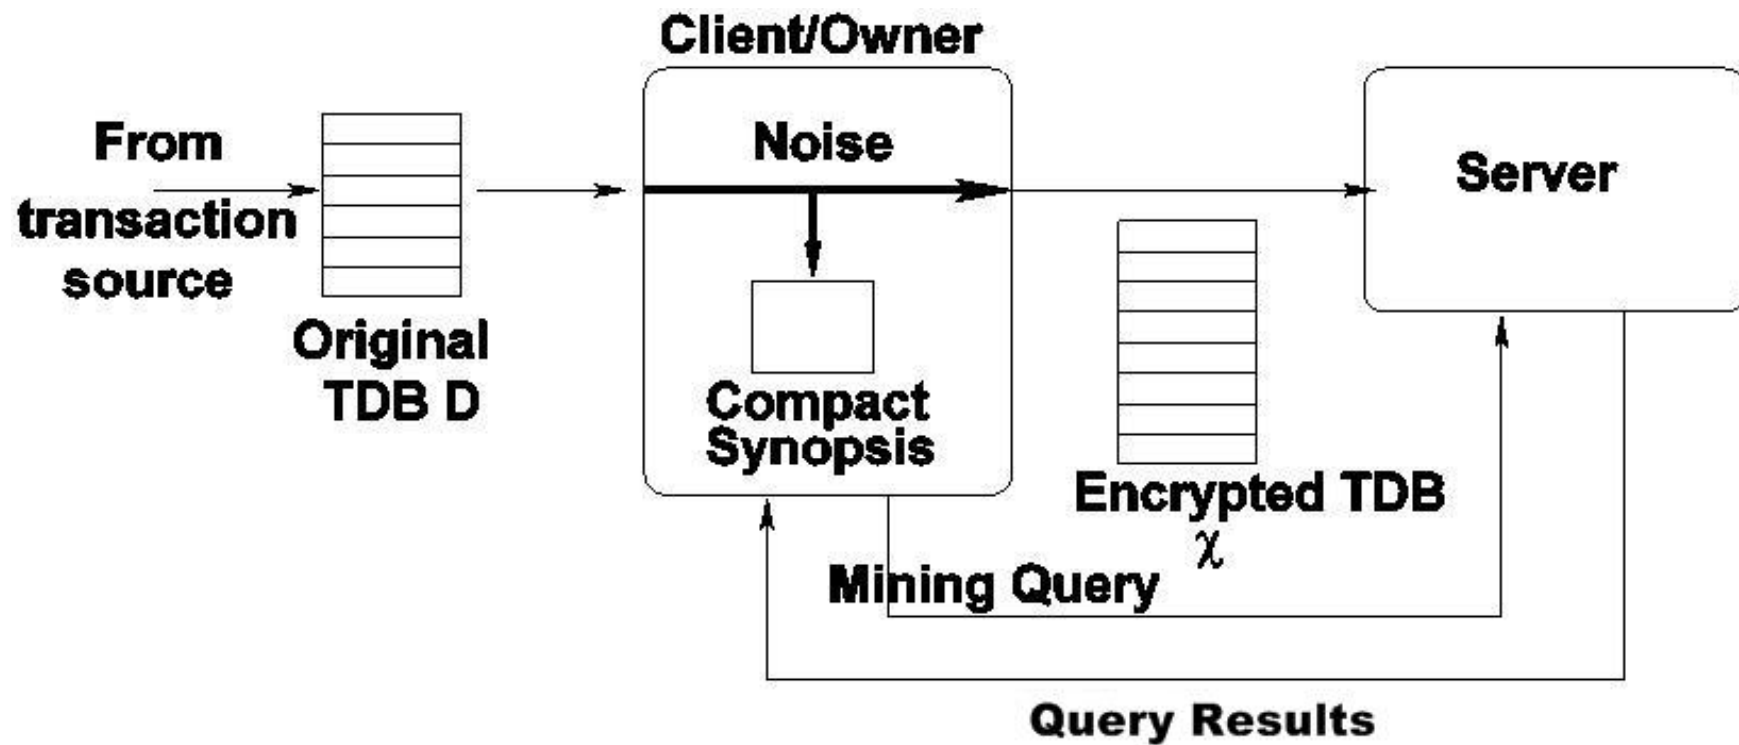 Client/Owner
From
transaction
source
Original
TDB D
Noise
Compact
Synopsis
Server
Encrypted TDB
χ
Mining Query
Query Results